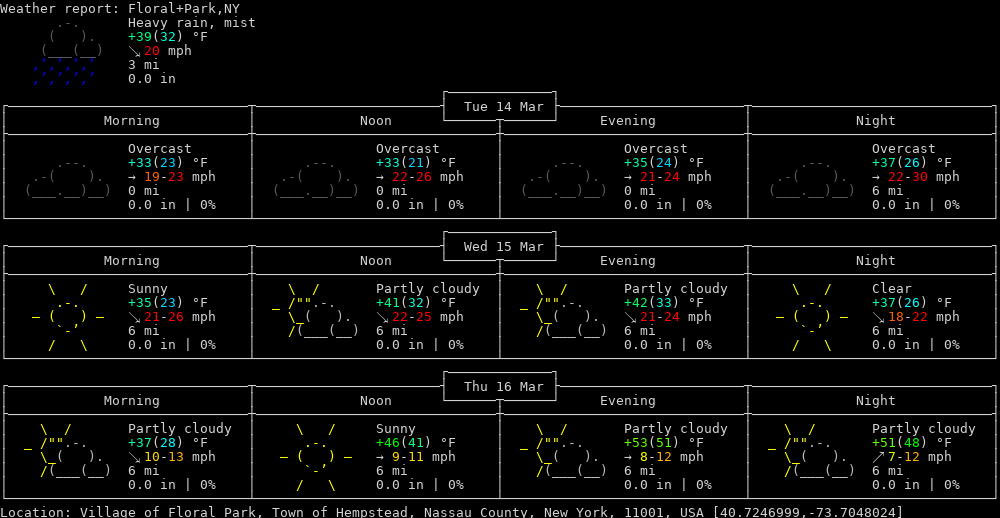 Weather report: Floral+Park,NY
Heavy rain, mist
+39(32) °F
↘ 20 mph
3 mi
0.0 in
Tue 14 Mar
Morning Noon Evening Night
Overcast Overcast Overcast Overcast
+33(23) °F +33(21) °F +35(24) °F +37(26) °F
→ 19-23 mph → 22-26 mph → 21-24 mph → 22-30 mph
0 mi 0 mi 0 mi 6 mi
0.0 in | 0% 0.0 in | 0% 0.0 in | 0% 0.0 in | 0%
Wed 15 Mar
Morning Noon Evening Night
Sunny Partly cloudy Partly cloudy Clear
+35(23) °F +41(32) °F +42(33) °F +37(26) °F
↘ 21-26 mph ↘ 22-25 mph ↘ 21-24 mph ↘ 18-22 mph
6 mi 6 mi 6 mi 6 mi
0.0 in | 0% 0.0 in | 0% 0.0 in | 0% 0.0 in | 0%
Thu 16 Mar
Morning Noon Evening Night
Partly cloudy Sunny Partly cloudy Partly cloudy
+37(28) °F +46(41) °F +53(51) °F +51(48) °F
↘ 10-13 mph → 9-11 mph → 8-12 mph ↗ 7-12 mph
6 mi 6 mi 6 mi 6 mi
0.0 in | 0% 0.0 in | 0% 0.0 in | 0% 0.0 in | 0%
Location: Village of Floral Park, Town of Hempstead, Nassau County, New York, 11001, USA [40.7246999,-73.7048024]